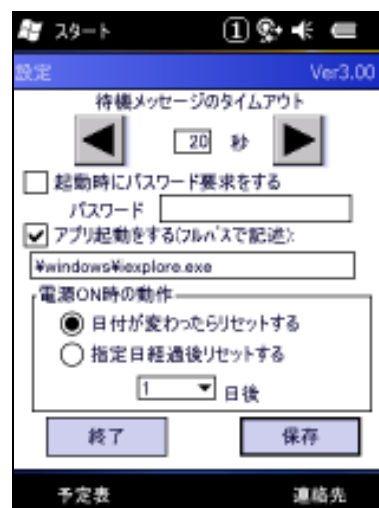 スタート 1
設定 Ver3.00
待機メッセージのタイムアウト
20 秒
起動時にパスワード要求をする
パスワード
アプリ起動をする(フルパスで記述):
¥windows¥iexplore.exe
電源ON時の動作
日付が変わったらリセットする
指定日経過後リセットする
1 日後
終了 保存
予定表 連絡先